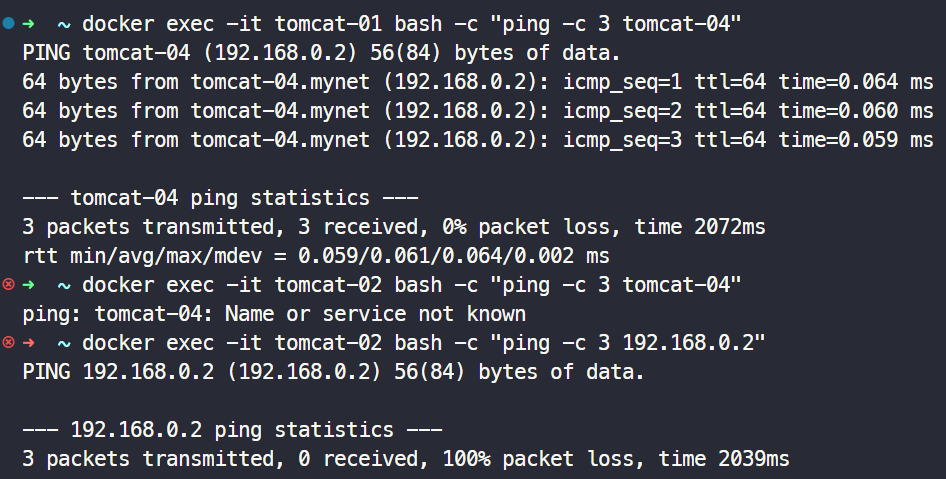 ➜  ~ docker exec -it tomcat-01 bash -c "ping -c 3 tomcat-04"
PING tomcat-04 (192.168.0.2) 56(84) bytes of data.
64 bytes from tomcat-04.mynet (192.168.0.2): icmp_seq=1 ttl=64 time=0.064 ms
64 bytes from tomcat-04.mynet (192.168.0.2): icmp_seq=2 ttl=64 time=0.060 ms
64 bytes from tomcat-04.mynet (192.168.0.2): icmp_seq=3 ttl=64 time=0.059 ms
--- tomcat-04 ping statistics ---
3 packets transmitted, 3 received, 0% packet loss, time 2072ms
rtt min/avg/max/mdev = 0.059/0.061/0.064/0.002 ms
➜  ~ docker exec -it tomcat-02 bash -c "ping -c 3 tomcat-04"
ping: tomcat-04: Name or service not known
➜  ~ docker exec -it tomcat-02 bash -c "ping -c 3 192.168.0.2"
PING 192.168.0.2 (192.168.0.2) 56(84) bytes of data.
--- 192.168.0.2 ping statistics ---
3 packets transmitted, 0 received, 100% packet loss, time 2039ms